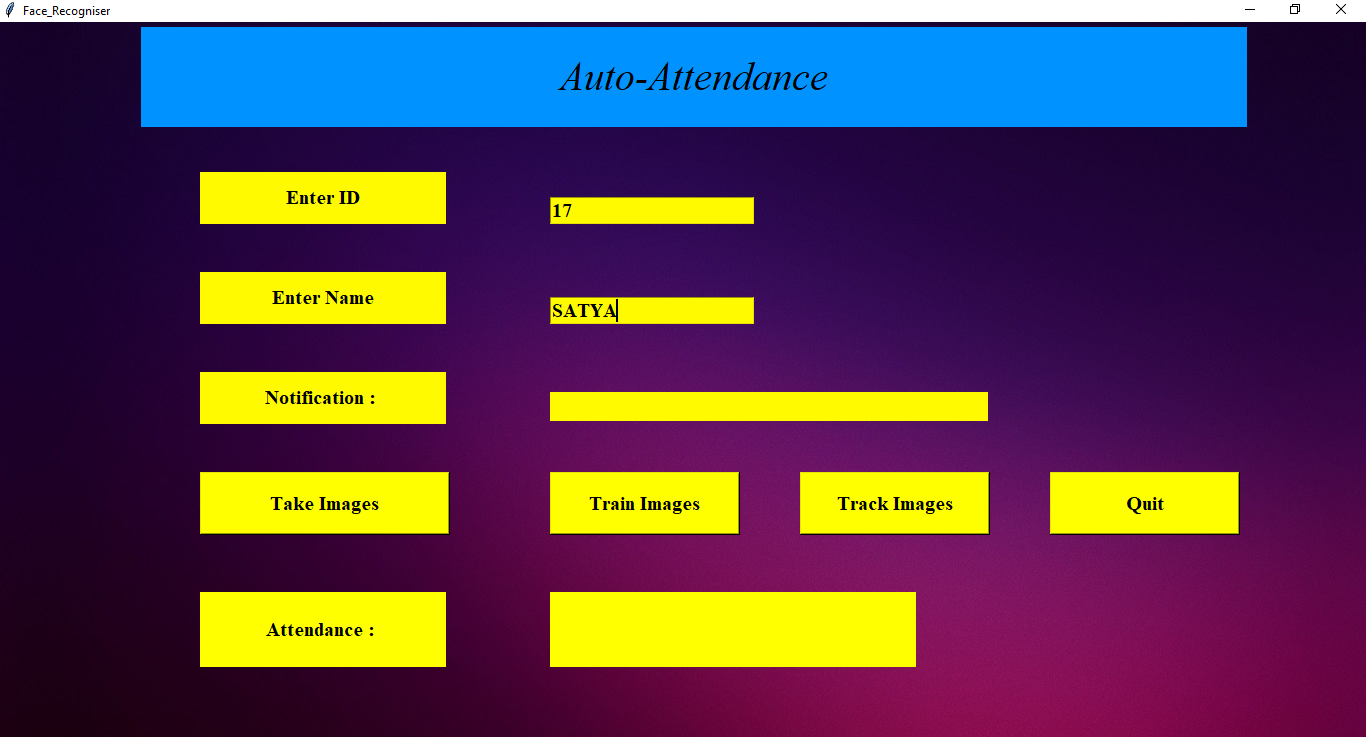 Face_Recogniser
Auto-Attendance
Enter ID
17
Enter Name
SATYA
Notification :
Take Images
Train Images
Track Images
Quit
Attendance :